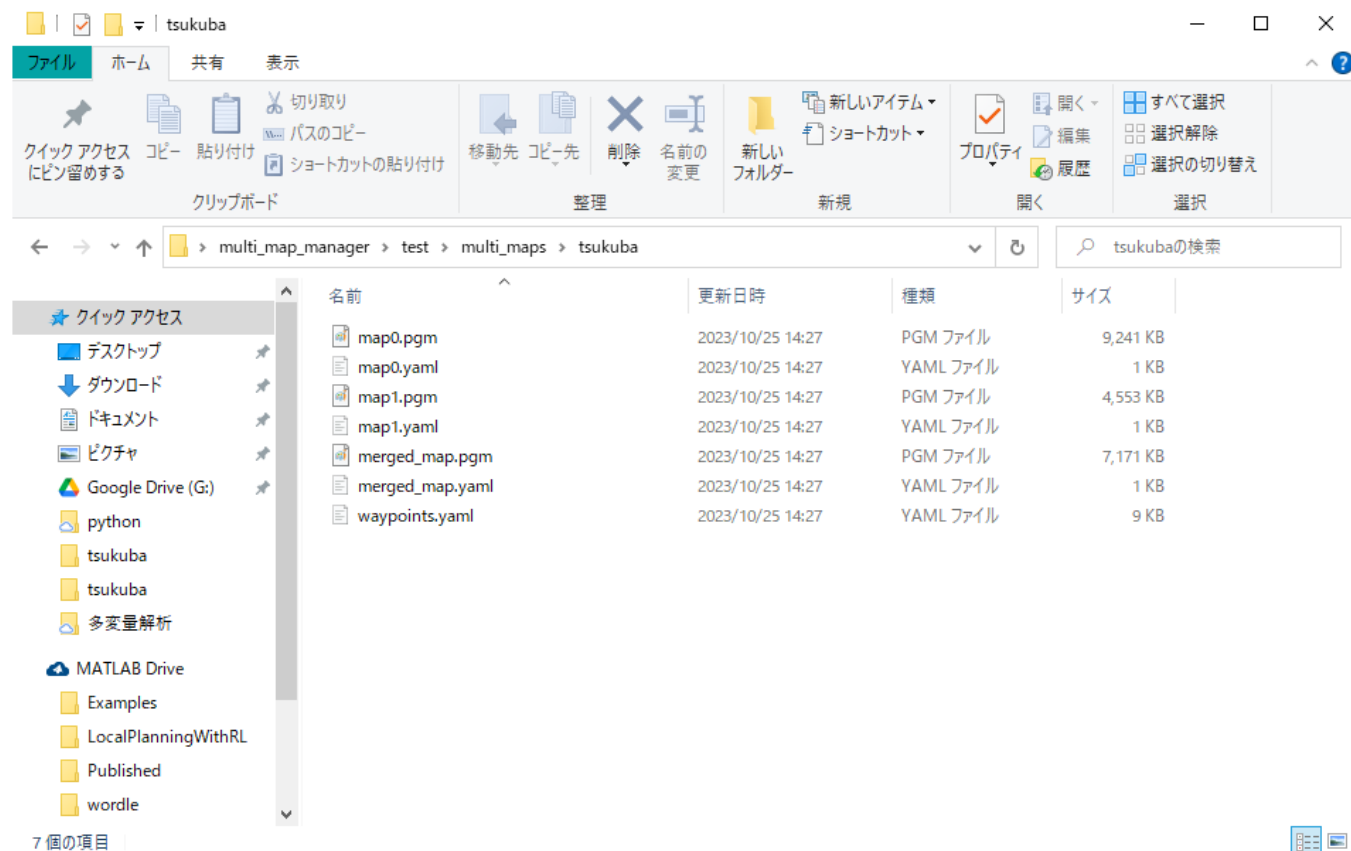 tsukuba
ファイル ホーム 共有 表示
クイック アクセス
にピン留めする
コピー
貼り付け
切り取り
パスのコピー
ショートカットの貼り付け
クリップボード
移動先
コピー先
削除
名前の
変更
整理
新しい
フォルダー
新しいアイテム
ショートカット
新規
プロパティ
開く
編集
履歴
開く
すべて選択
選択解除
選択の切り替え
選択
multi_map_manager > test > multi_maps > tsukuba
tsukubaの検索
クイック アクセス
デスクトップ
ダウンロード
ドキュメント
ピクチャ
Google Drive (G:)
python
tsukuba
tsukuba
多変量解析
MATLAB Drive
Examples
LocalPlanningWithRL
Published
wordle
名前 更新日時 種類 サイズ
map0.pgm 2023/10/25 14:27 PGM ファイル 9,241 KB
map0.yaml 2023/10/25 14:27 YAML ファイル 1 KB
map1.pgm 2023/10/25 14:27 PGM ファイル 4,553 KB
map1.yaml 2023/10/25 14:27 YAML ファイル 1 KB
merged_map.pgm 2023/10/25 14:27 PGM ファイル 7,171 KB
merged_map.yaml 2023/10/25 14:27 YAML ファイル 1 KB
waypoints.yaml 2023/10/25 14:27 YAML ファイル 9 KB
7 個の項目